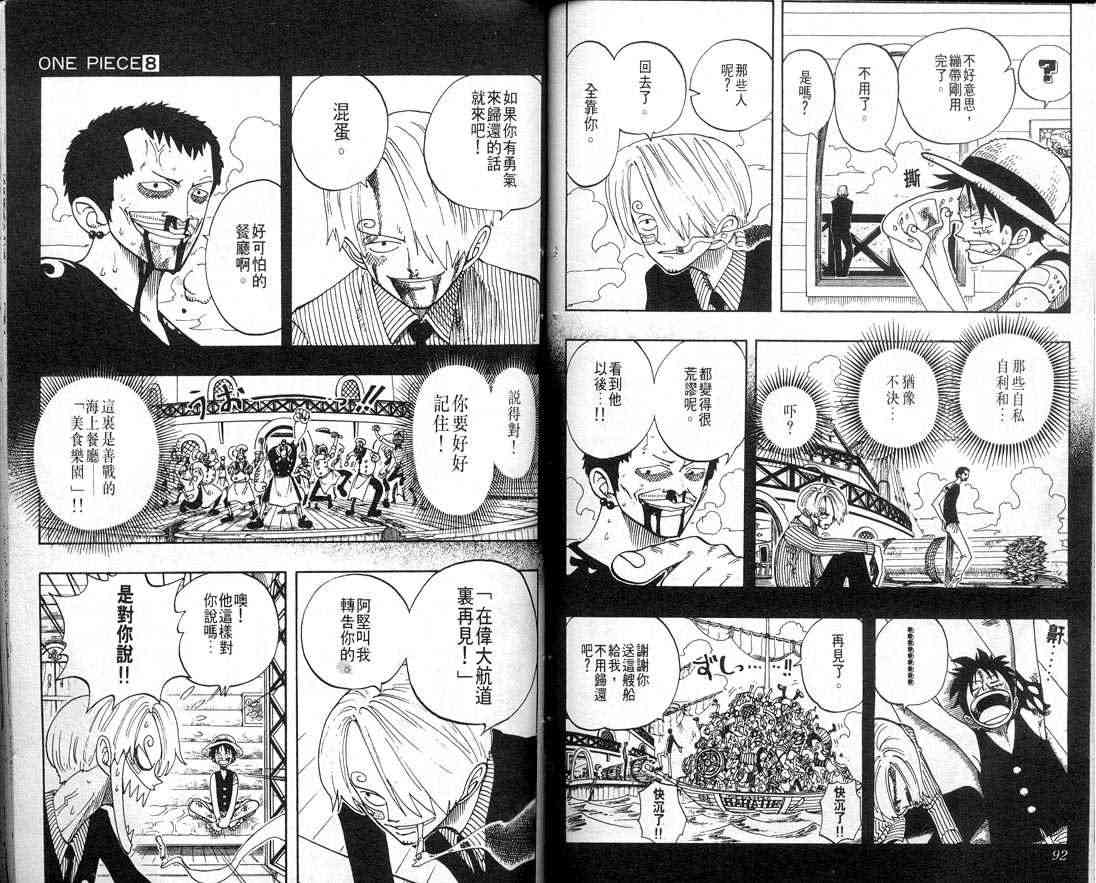 ?
不好意思，
繃帶剛用
完了。
不用了。
是嗎？
撕
那些人
呢？
回去了。
全靠你。
那些自私
自利和…
猶像
不決…
吓？
都變得很
荒謬呢。
看到他
以後…!!
鼾
再見了。
謝謝你
送這艘船
給我，
不用歸還
吧？
ずしっ……!!
快沉了!!
快沉了!!
BARATIE
92
ONE PIECE 8
如果你有勇氣
來歸還的話
就來吧！
混蛋。
好可怕的
餐廳啊。
說得對！
你要好好
記住！
這裏是善戰的
海上餐廳——
「美食樂園」!!
「在偉大航道
裏再見！」
阿堅叫我
轉告你的。
噢！
他這樣對
你說嗎…
是對你說!!